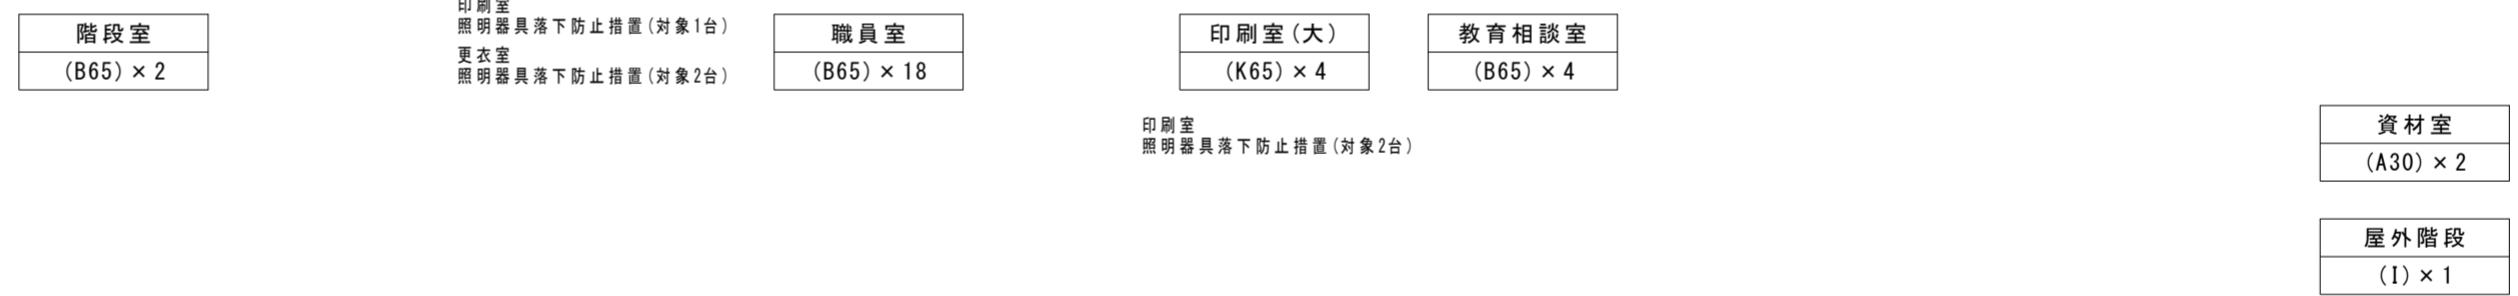 階段室
(B65) × 2
印刷室
照明器具落下防止措置(対象1台)
更衣室
照明器具落下防止措置(対象2台)
職員室
(B65) × 18
印刷室(大)
(K65) × 4
教育相談室
(B65) × 4
印刷室
照明器具落下防止措置(対象2台)
資材室
(A30) × 2
屋外階段
(I) × 1